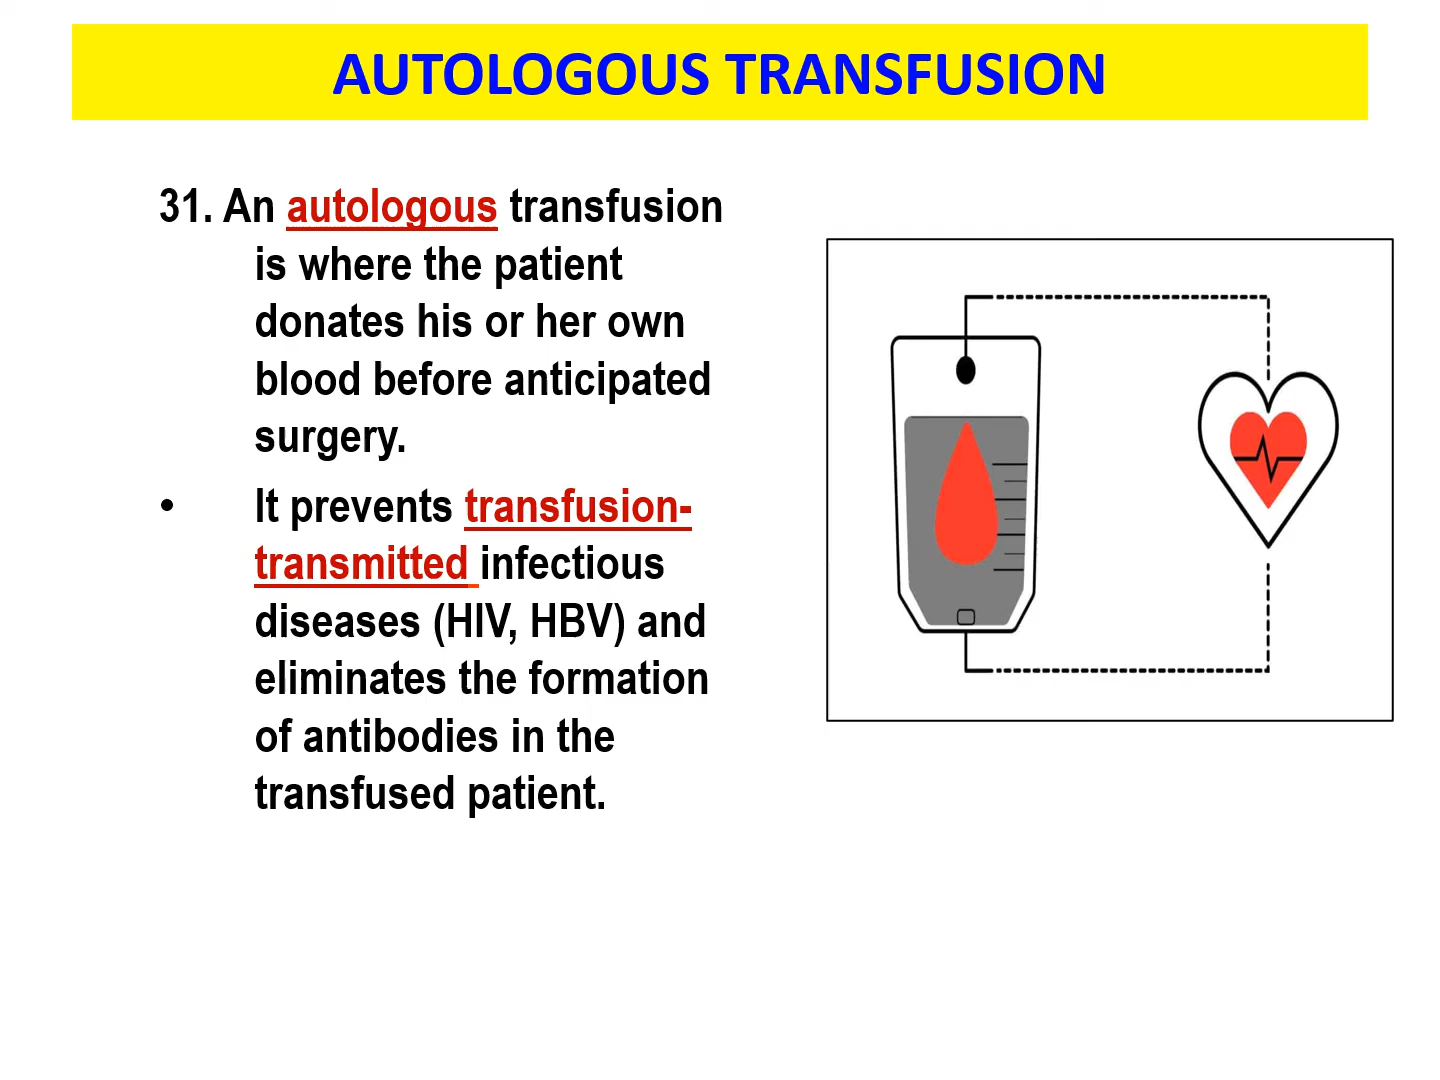 AUTOLOGOUS TRANSFUSION
31. An autologous transfusion
is where the patient
donates his or her own
blood before anticipated
surgery.
• It prevents transfusion-
transmitted infectious
diseases (HIV, HBV) and
eliminates the formation
of antibodies in the
transfused patient.